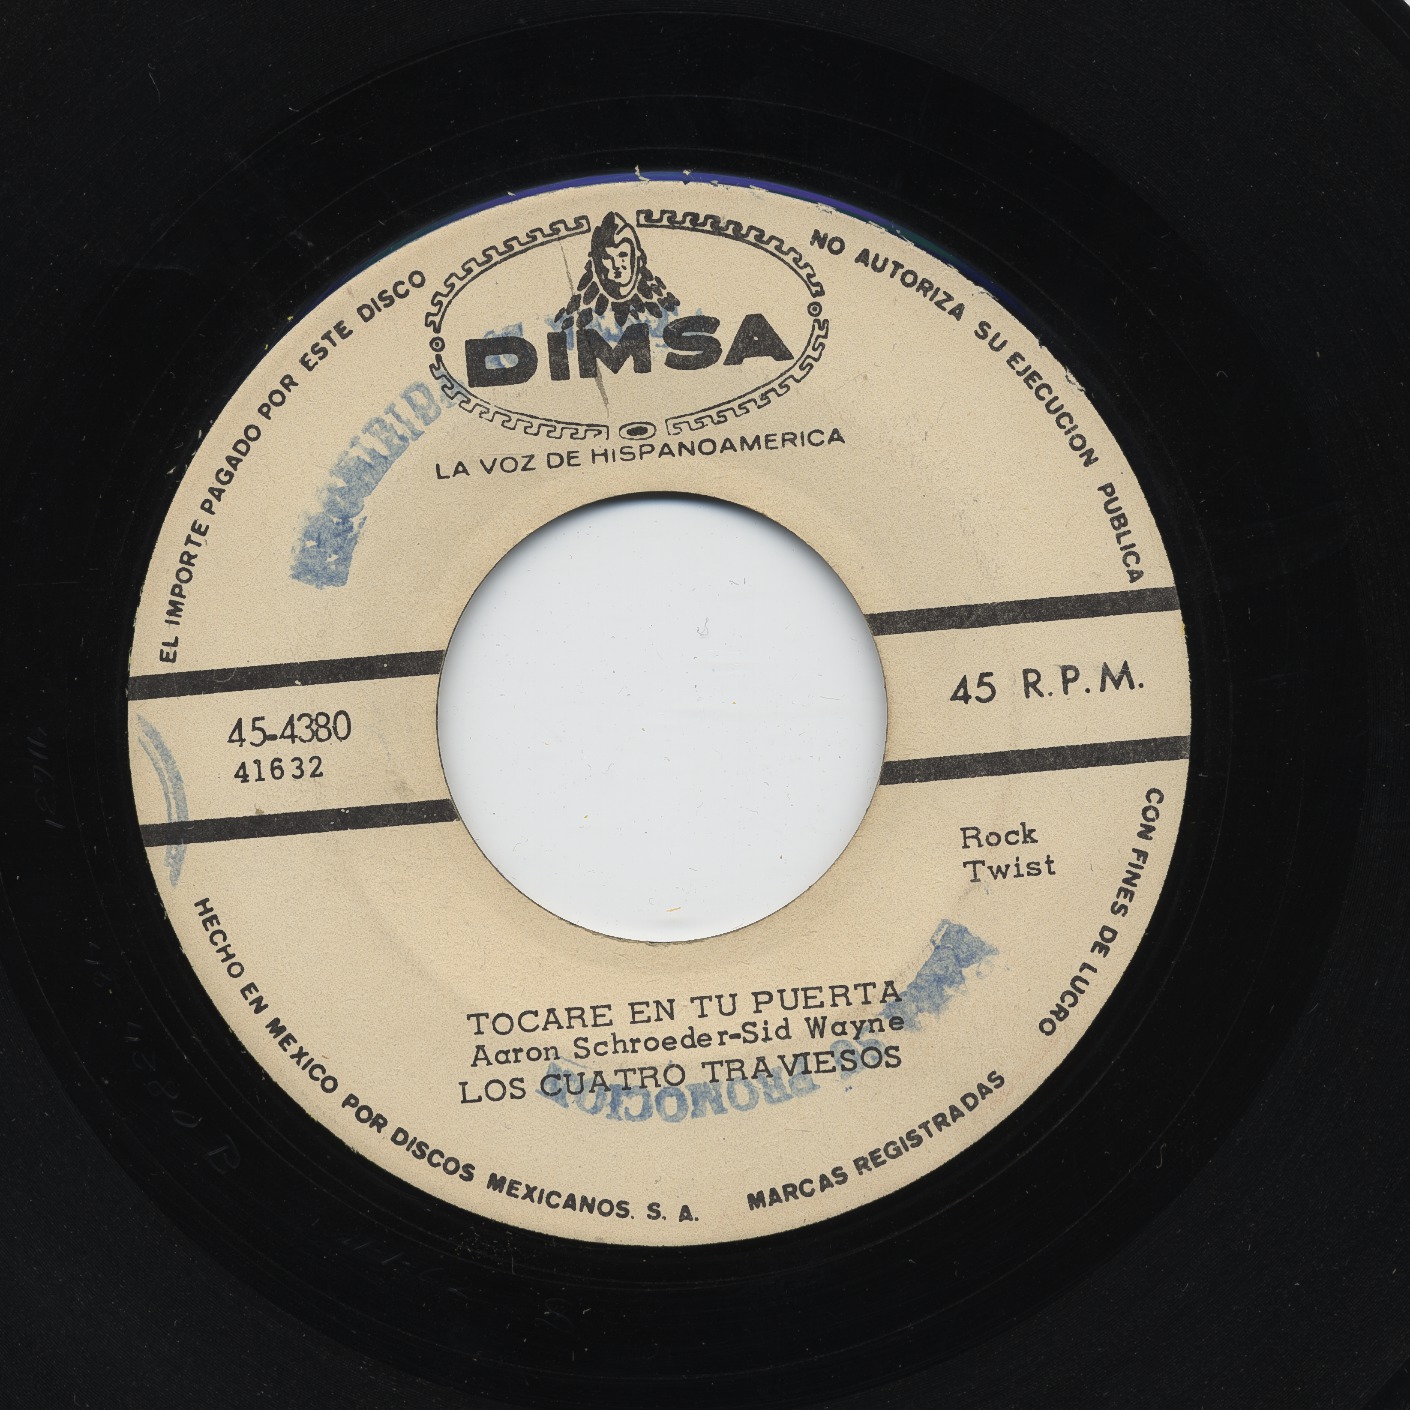 EL IMPORTE PAGADO POR ESTE DISCO
NO AUTORIZA SU EJECUCION PUBLICA
CON FINES DE LUCRO
DIMSA
LA VOZ DE HISPANOAMERICA
45-4380
41632
45 R.P.M.
Rock
Twist
TOCARE EN TU PUERTA
Aaron Schroeder-Sid Wayne
LOS CUATRO TRAVIESOS
HECHO EN MEXICO POR DISCOS MEXICANOS. S. A.
MARCAS REGISTRADAS
PROMOCION